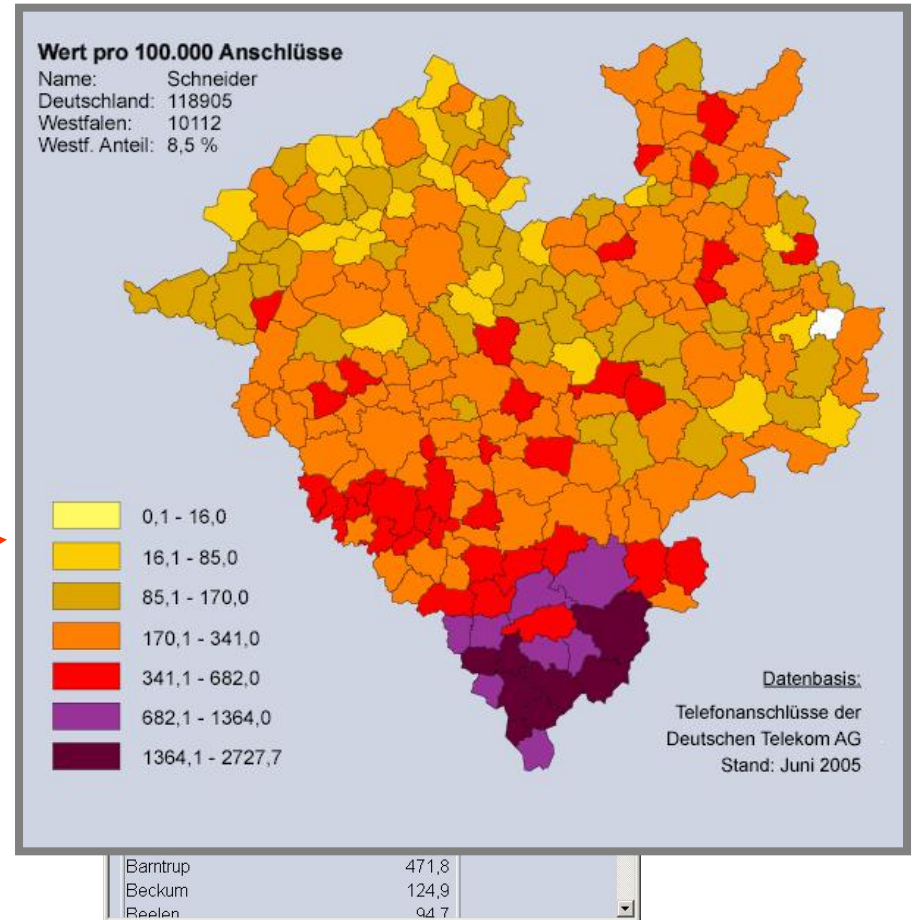 Wert pro 100.000 Anschlüsse
Name: Schneider
Deutschland: 118905
Westfalen: 10112
Westf. Anteil: 8,5 %
0,1 - 16,0
16,1 - 85,0
85,1 - 170,0
170,1 - 341,0
341,1 - 682,0
682,1 - 1364,0
1364,1 - 2727,7
Datenbasis:
Telefonanschlüsse der
Deutschen Telekom AG
Stand: Juni 2005
Barntrup 471,8
Beckum 124,9
Beelen 94,7